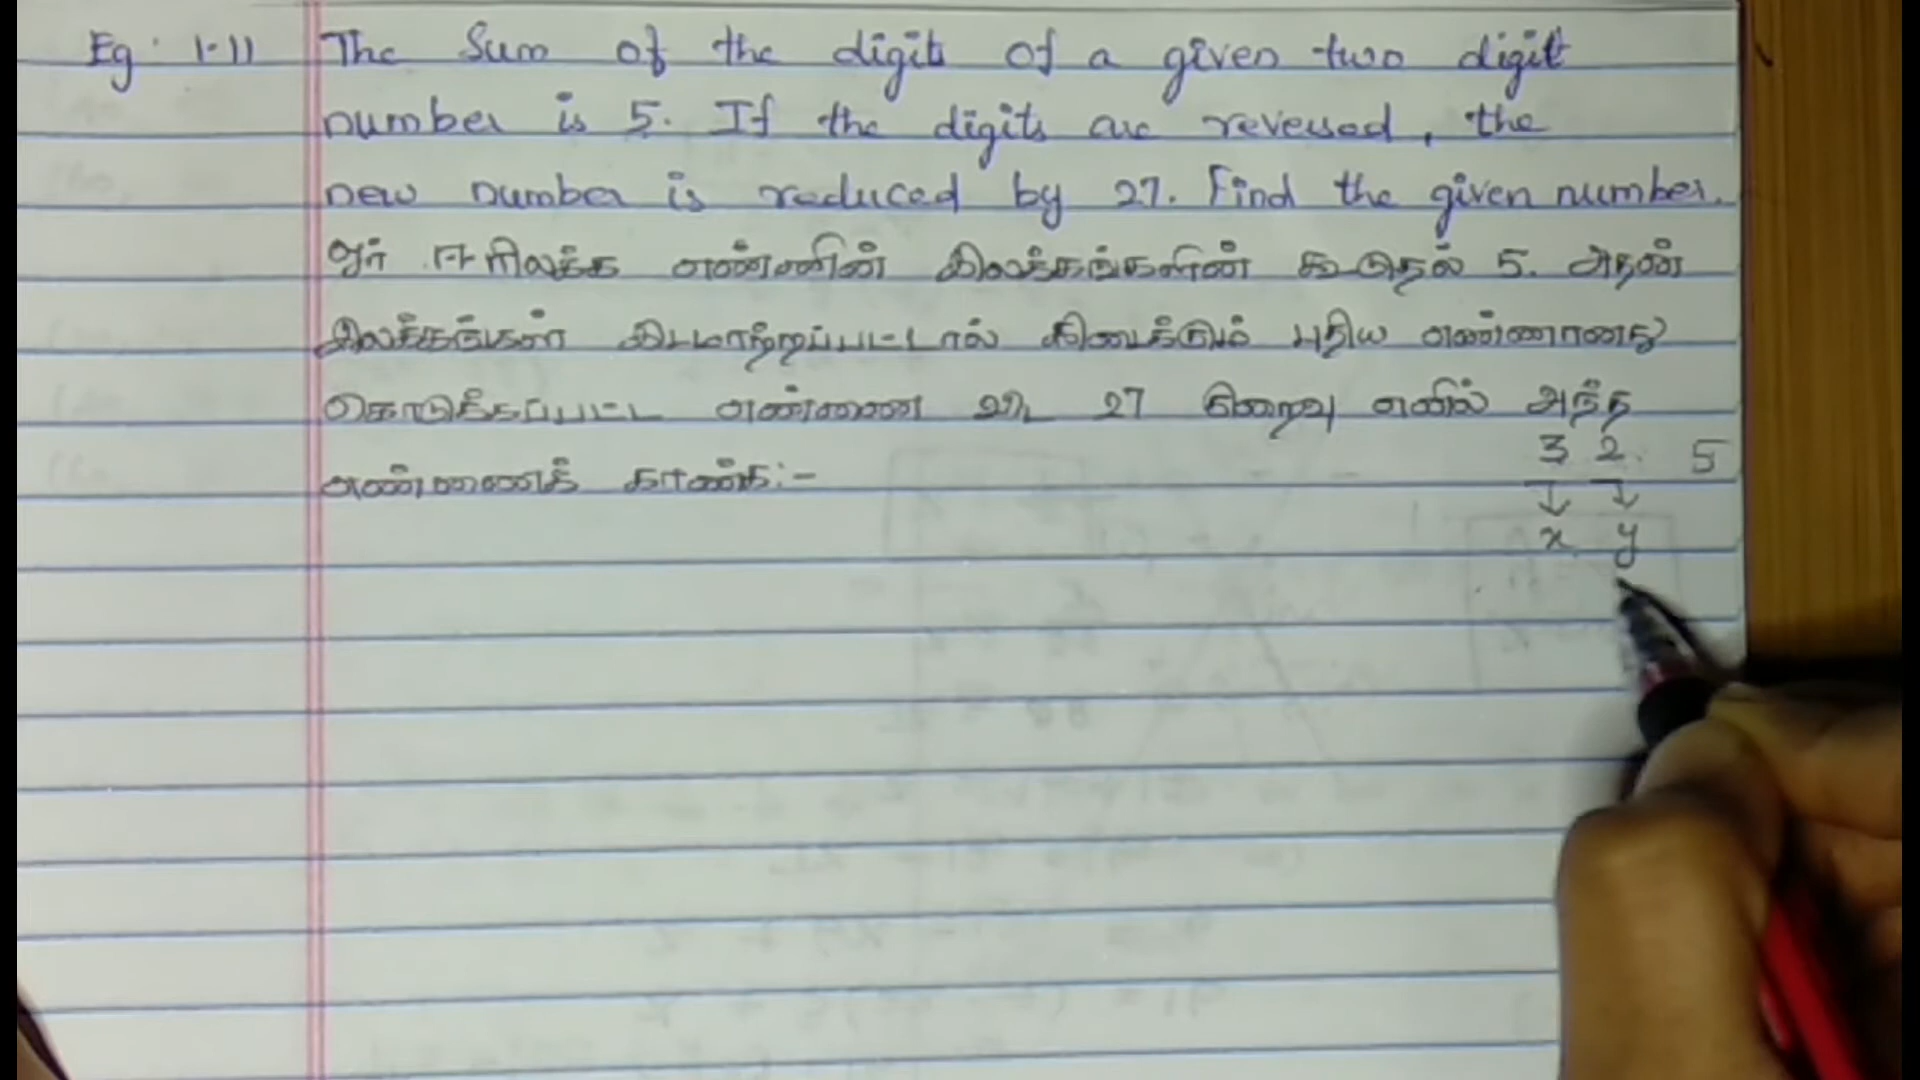 Eg: 1.11 The Sum of the digits of a given two digit
number is 5. If the digits are reversed, the
new number is reduced by 27. Find the given number.
ஓர் ஈரிலக்க எண்ணின் இலக்கங்களின் கூடுதல் 5. அதன்
இலக்கங்கள் இடமாற்றப்பட்டால் கிடைக்கும் புதிய எண்ணானது
கொடுக்கப்பட்ட எண்ணை விட 27 குறைவு எனில் அந்த
எண்ணைக் காண்க:-
3 2. 5
↓ ↓
x y